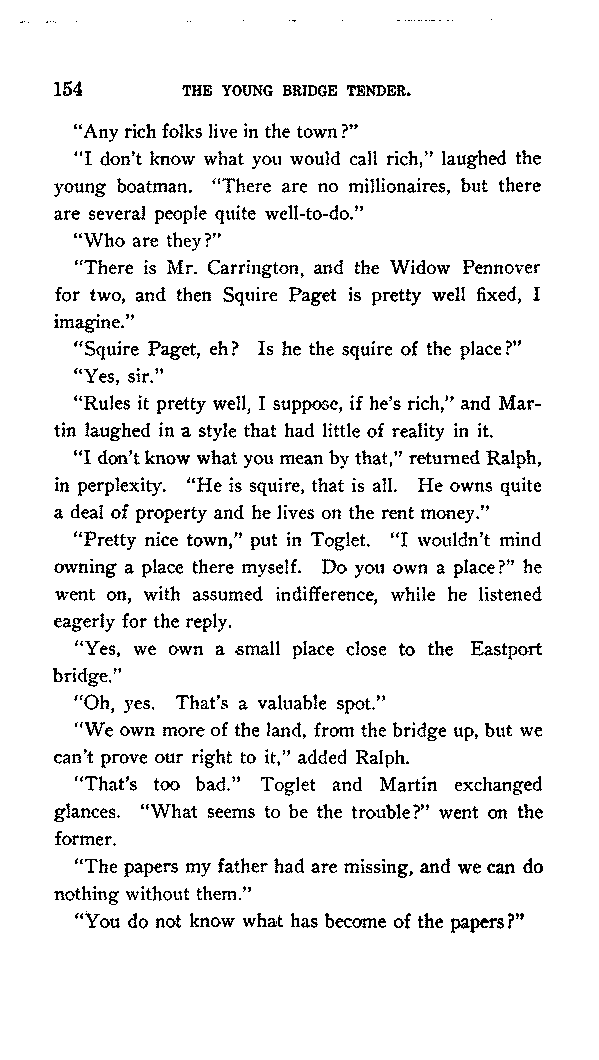 154 THE YOUNG BRIDGE TENDER.
"Any rich folks live in the town?"
"I don't know what you would call rich," laughed the
young boatman. "There are no millionaires, but there
are several people quite well-to-do."
"Who are they?"
"There is Mr. Carrington, and the Widow Pennover
for two, and then Squire Paget is pretty well fixed, I
imagine."
"Squire Paget, eh? Is he the squire of the place?"
"Yes, sir."
"Rules it pretty well, I suppose, if he's rich," and Mar-
tin laughed in a style that had little of reality in it.
"I don't know what you mean by that," returned Ralph,
in perplexity. "He is squire, that is all. He owns quite
a deal of property and he lives on the rent money."
"Pretty nice town," put in Toglet. "I wouldn't mind
owning a place there myself. Do you own a place?" he
went on, with assumed indifference, while he listened
eagerly for the reply.
"Yes, we own a small place close to the Eastport
bridge."
"Oh, yes. That's a valuable spot."
"We own more of the land, from the bridge up, but we
can't prove our right to it," added Ralph.
"That's too bad." Toglet and Martin exchanged
glances. "What seems to be the trouble?" went on the
former.
"The papers my father had are missing, and we can do
nothing without them."
"You do not know what has become of the papers?"